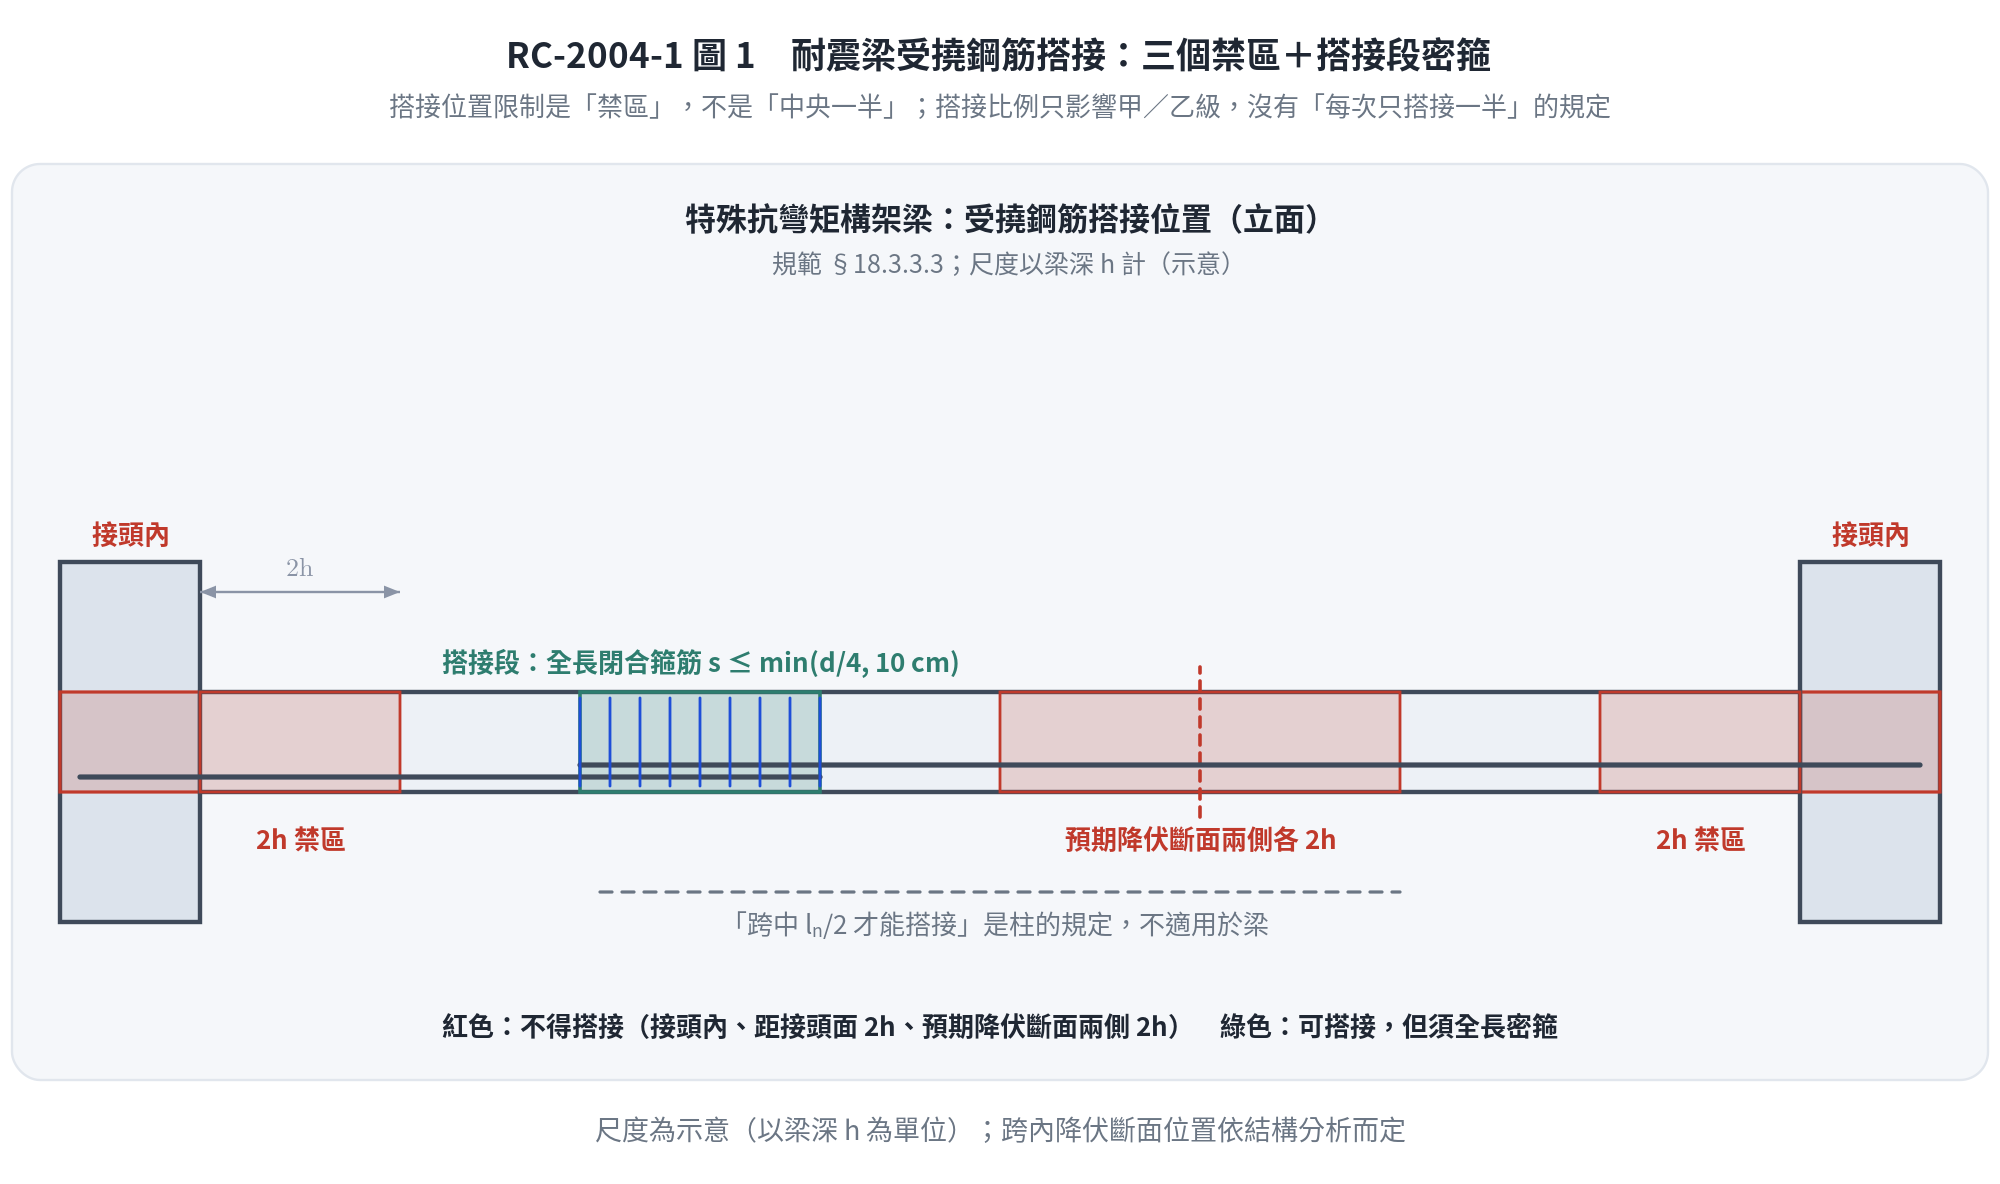 RC-2004-1 圖 1　耐震梁受撓鋼筋搭接：三個禁區＋搭接段密箍
搭接位置限制是「禁區」，不是「中央一半」；搭接比例只影響甲／乙級，沒有「每次只搭接一半」的規定
特殊抗彎矩構架梁：受撓鋼筋搭接位置（立面）
規範 §18.3.3.3；尺度以梁深 h 計（示意）
接頭內
接頭內
2h
搭接段：全長閉合箍筋 s ≤ min(d/4, 10 cm)
2h 禁區
預期降伏斷面兩側各 2h
2h 禁區
「跨中 lₙ/2 才能搭接」是柱的規定，不適用於梁
紅色：不得搭接（接頭內、距接頭面 2h、預期降伏斷面兩側 2h）　綠色：可搭接，但須全長密箍
尺度為示意（以梁深 h 為單位）；跨內降伏斷面位置依結構分析而定